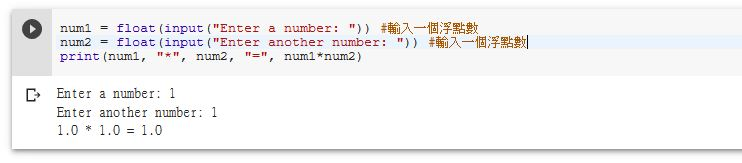 num1 = float(input("Enter a number: ")) #輸入一個浮點數
num2 = float(input("Enter another number: ")) #輸入一個浮點數
print(num1, "*", num2, "=", num1*num2)
Enter a number: 1
Enter another number: 1
1.0 * 1.0 = 1.0